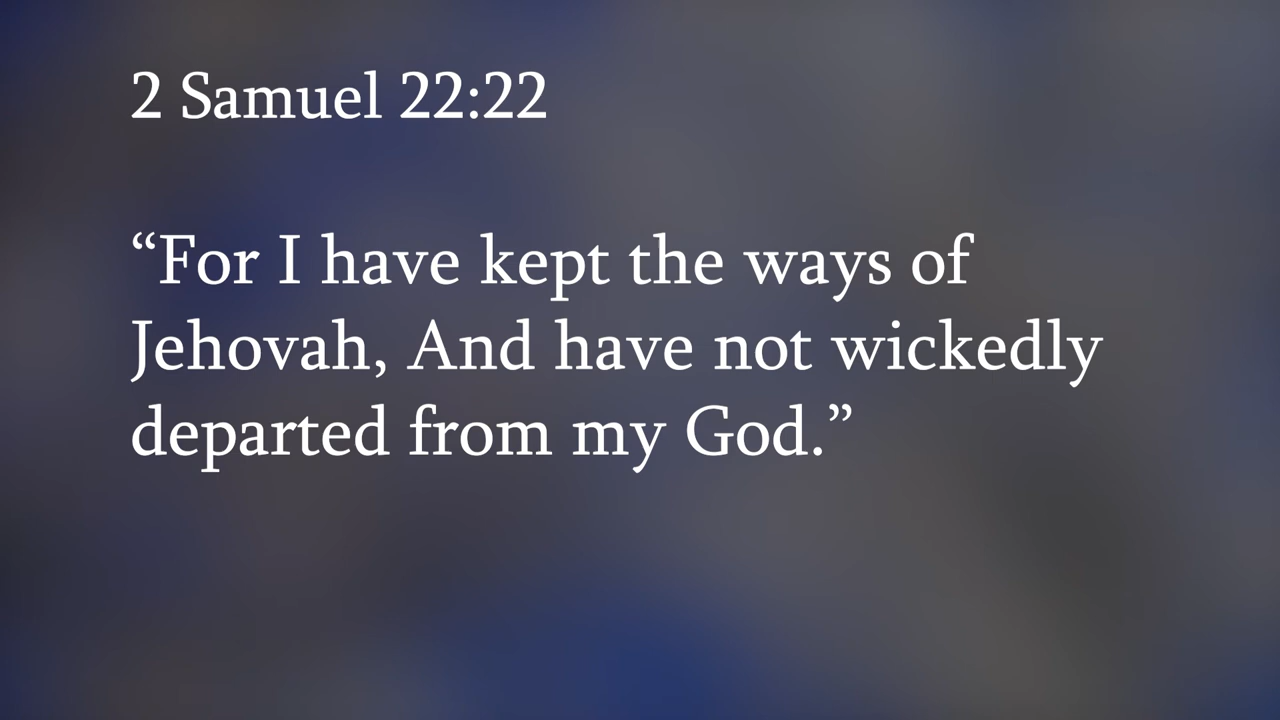 2 Samuel 22:22
“For I have kept the ways of
Jehovah, And have not wickedly
departed from my God.”